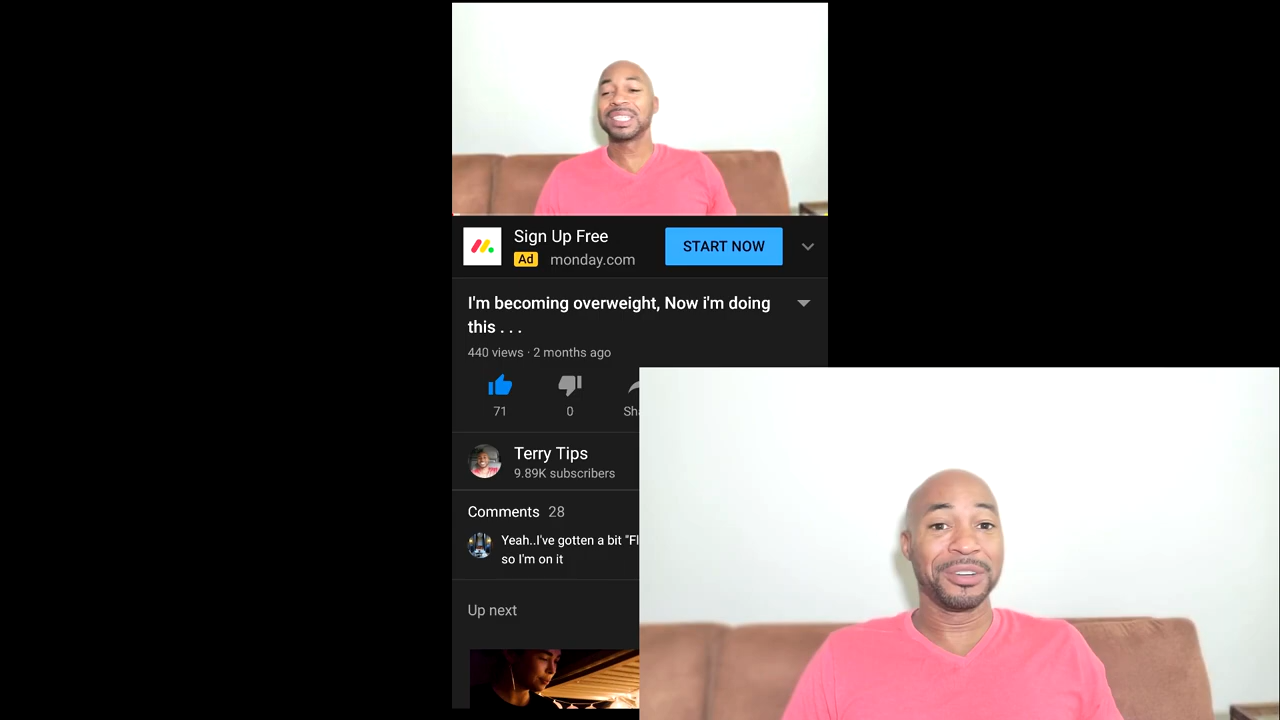 Sign Up Free
START NOW
Ad monday.com
I'm becoming overweight, Now i'm doing
this . . .
440 views · 2 months ago
71
0
Terry Tips
9.89K subscribers
Comments 28
Yeah..I've gotten a bit "Fl
so I'm on it
Up next